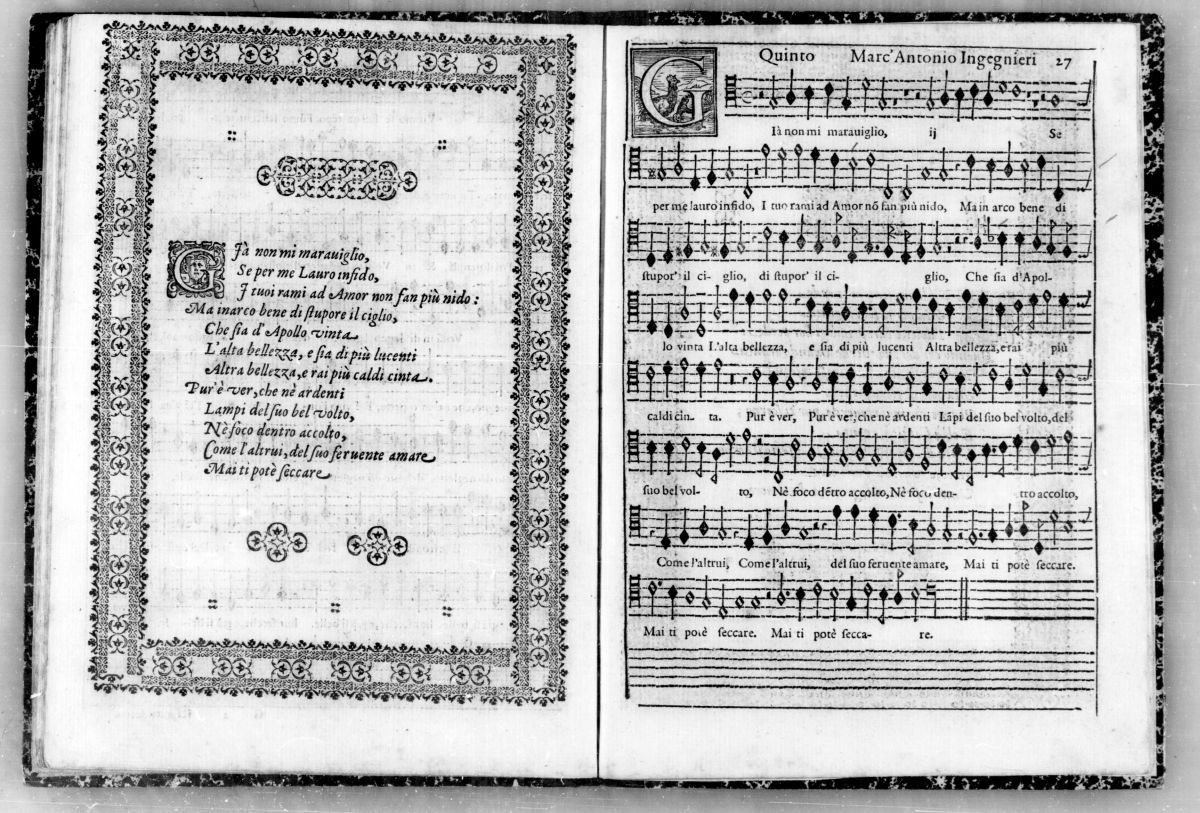 Già non mi marauiglio,
Se per me Lauro infido,
I tuoi rami ad Amor non fan più nido:
Ma inarco bene di stupore il ciglio,
Che sia d'Apollo vinta
L'alta bellezza, e sia di più lucenti
Altra bellezza, e rai più caldi cinta.
Pur'è ver, che nè ardenti
Lampi del suo bel volto,
Nè foco dentro accolto,
Come l'altrui, del suo feruente amare
Mai ti potè seccare
Quinto Marc'Antonio Ingegnieri 27
Già non mi marauiglio, ij Se
per me lauro infido, I tuo rami ad Amor nõ fan più nido, Ma in arco bene di
stupor' il ci- glio, di stupor' il ci- glio, Che sia d'Apol-
lo vinta L'alta bellezza, e sia di più lucenti Altra bellezza, e rai più
caldi cin- ta. Pur' è ver, Pur'è ver, che nè ardenti Lãpi del suo bel volto, del
suo bel vol- to, Nè foco dẽtro accolto, Nè foco den- tro accolto,
Come l'altrui, Come l'altrui, del suo feruente amare, Mai ti potè seccare.
Mai ti potè seccare. Mai ti potè secca- re.